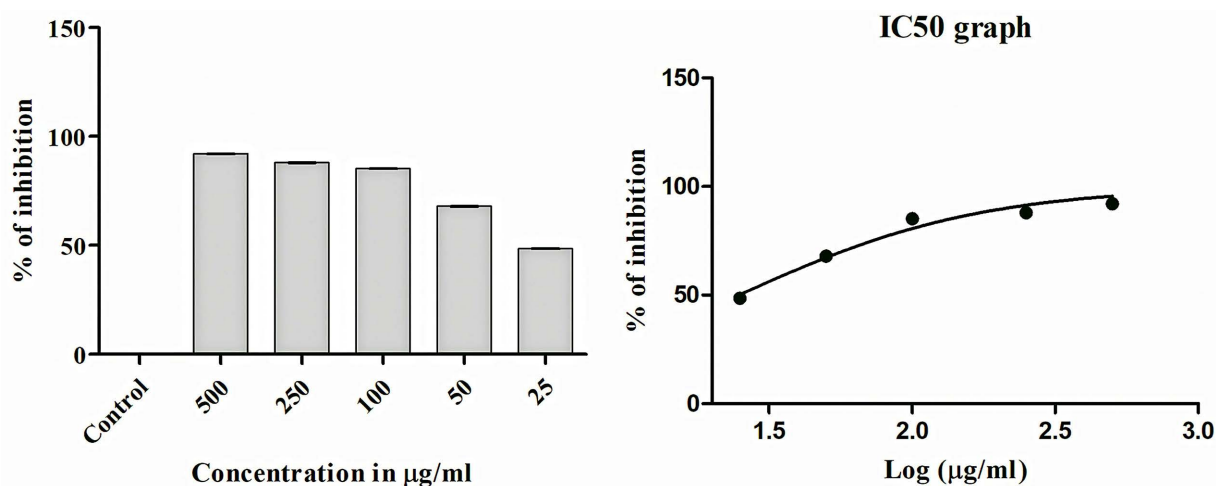 150
100
50
0
% of inhibition
Control
500
250
100
50
25
Concentration in µg/ml
IC50 graph
150
100
50
0
% of inhibition
1.5
2.0
2.5
3.0
Log (µg/ml)